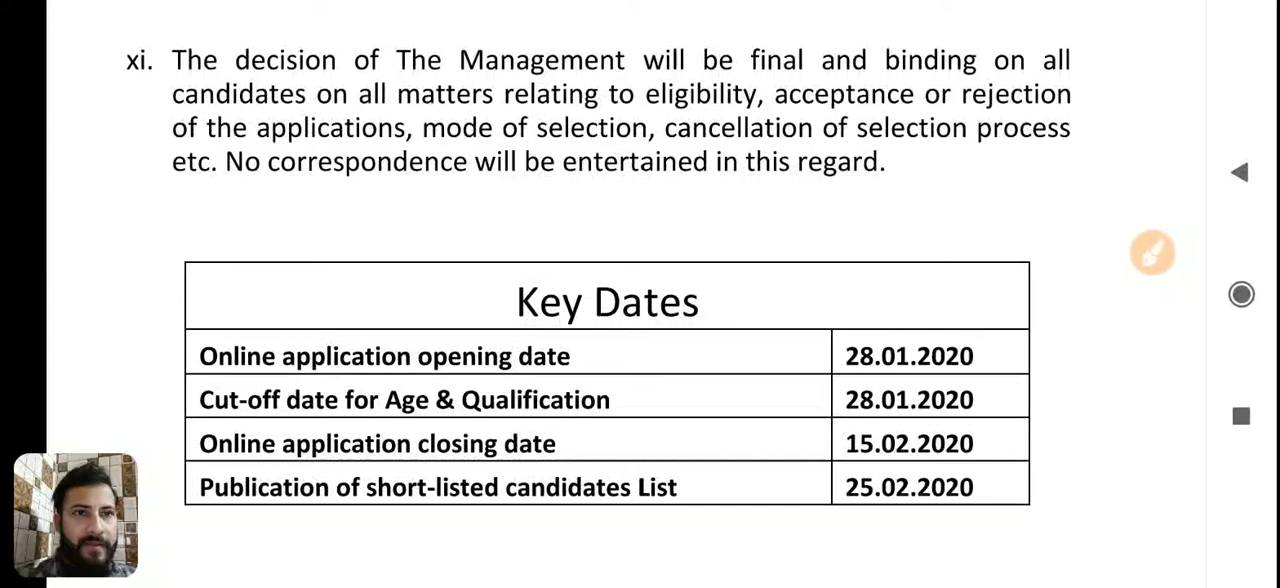 xi. The decision of The Management will be final and binding on all
candidates on all matters relating to eligibility, acceptance or rejection
of the applications, mode of selection, cancellation of selection process
etc. No correspondence will be entertained in this regard.
Key Dates
Online application opening date 28.01.2020
Cut-off date for Age & Qualification 28.01.2020
Online application closing date 15.02.2020
Publication of short-listed candidates List 25.02.2020